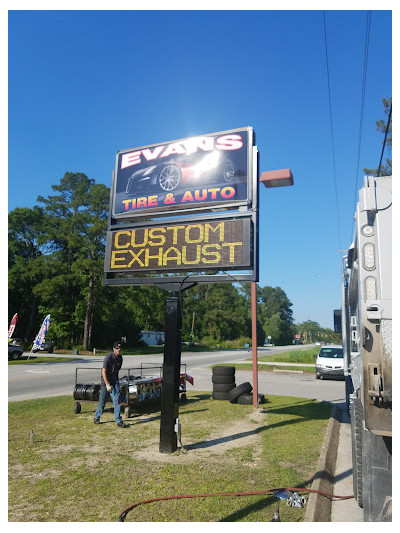 EVANS
TIRE & AUTO
CUSTOM
EXHAUST